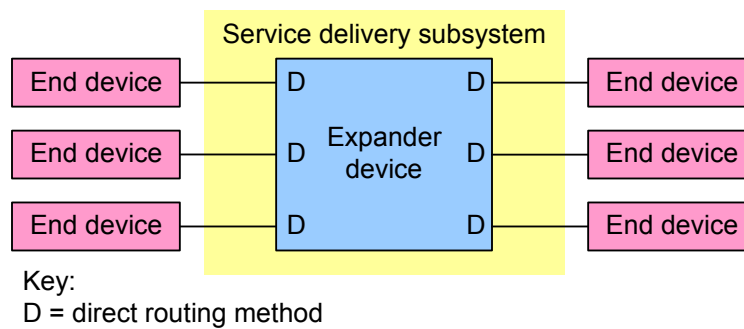 Service delivery subsystem
End device D D End device
End device D Expander device D End device
End device D D End device
Key:
D = direct routing method